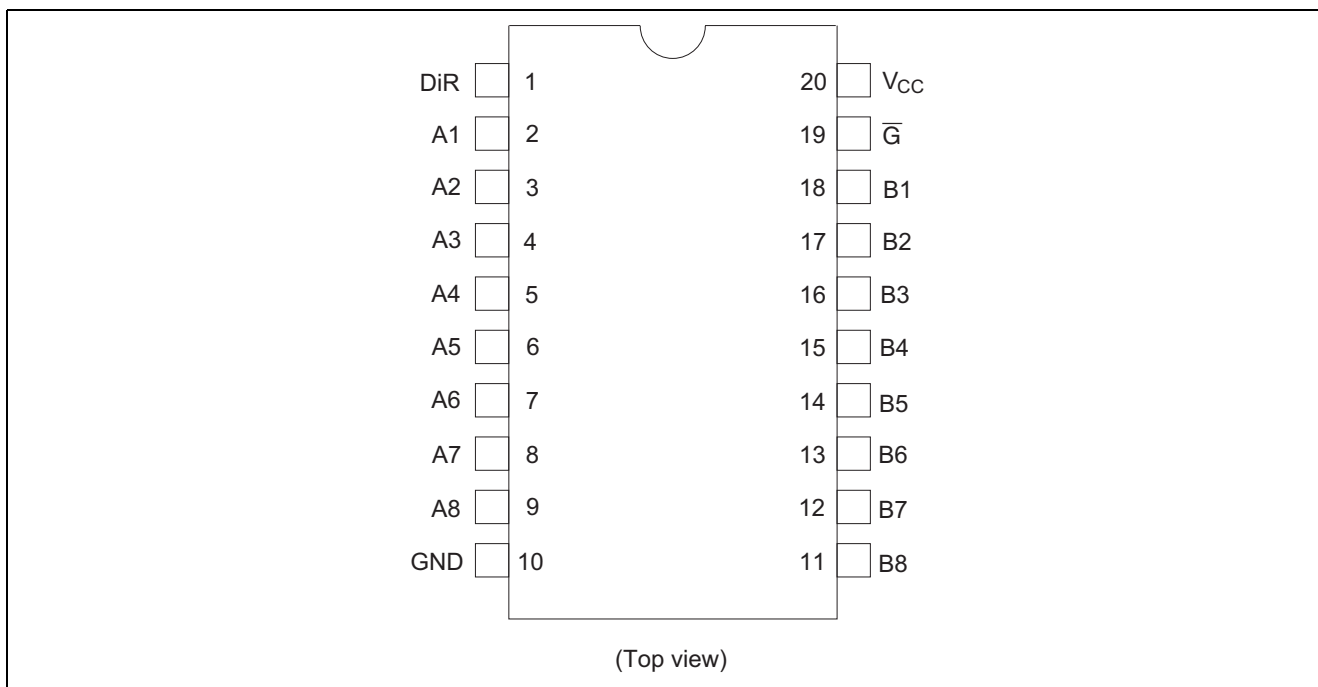 DiR 1 20 VCC
A1 2 19 G̅
A2 3 18 B1
A3 4 17 B2
A4 5 16 B3
A5 6 15 B4
A6 7 14 B5
A7 8 13 B6
A8 9 12 B7
GND 10 11 B8
(Top view)